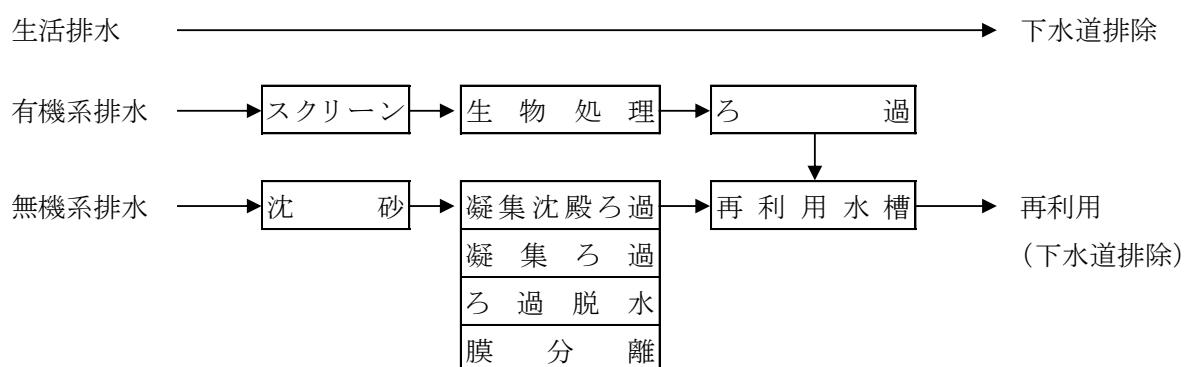 生活排水 下水道排除
有機系排水 スクリーン 生物処理 ろ過
無機系排水 沈砂 凝集沈殿ろ過 再利用水槽 再利用
凝集ろ過 (下水道排除)
ろ過脱水
膜分離